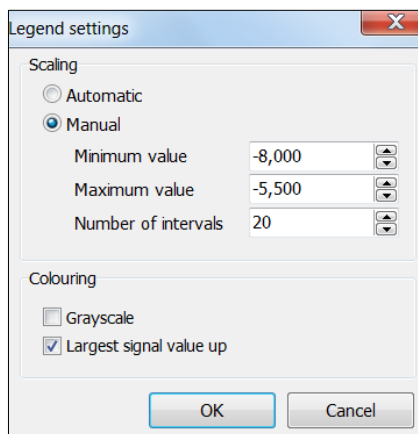 Legend settings
Scaling
Automatic
Manual
Minimum value -8,000
Maximum value -5,500
Number of intervals 20
Colouring
Grayscale
Largest signal value up
OK Cancel